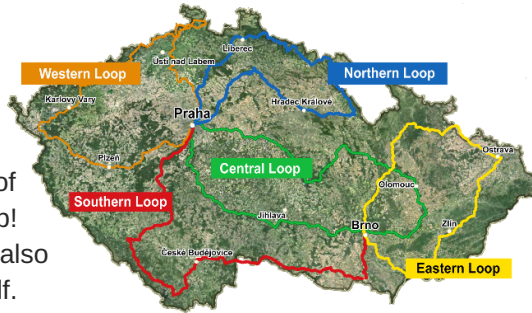 Liberec
Ústí nad Labem
Western Loop
Northern Loop
Karlovy Vary
Hradec Králové
Praha
Ostrava
Plzeň
Central Loop
Olomouc
of
Southern Loop
Jihlava
Brno
Zlín
o!
also
České Budějovice
Eastern Loop
lf.